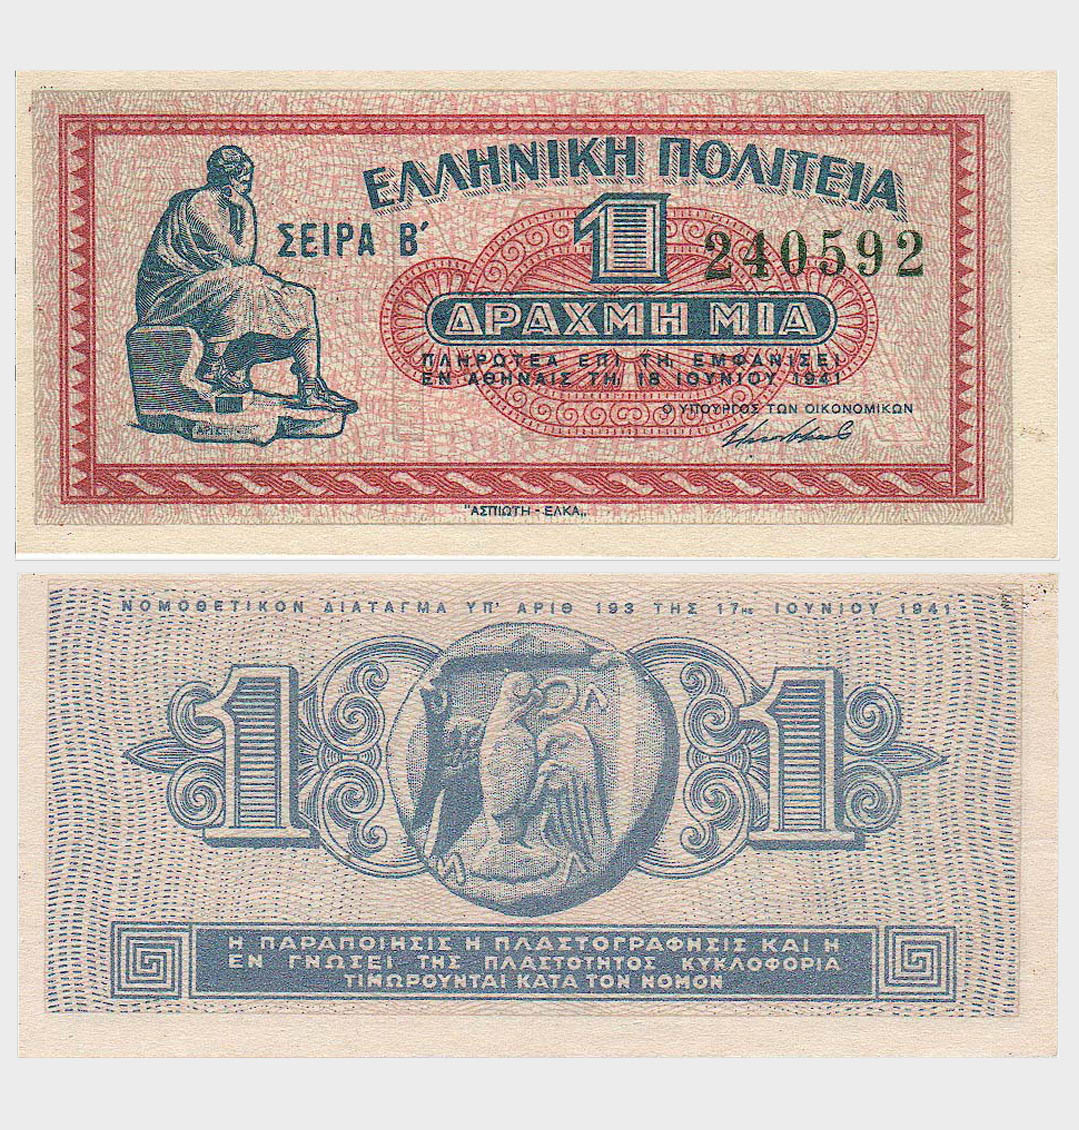 ΕΛΛΗΝΙΚΗ ΠΟΛΙΤΕΙΑ
ΣΕΙΡΑ Β΄
1
240592
ΔΡΑΧΜΗ ΜΙΑ
ΠΛΗΡΩΤΕΑ ΕΠΙ ΤΗ ΕΜΦΑΝΙΣΕΙ
ΕΝ ΑΘΗΝΑΙΣ ΤΗ 18 ΙΟΥΝΙΟΥ 1941
Ο ΥΠΟΥΡΓΟΣ ΤΩΝ ΟΙΚΟΝΟΜΙΚΩΝ
"ΑΣΠΙΩΤΗ - ΕΛΚΑ„
ΝΟΜΟΘΕΤΙΚΟΝ ΔΙΑΤΑΓΜΑ ΥΠ' ΑΡΙΘ 193 ΤΗΣ 17ης ΙΟΥΝΙΟΥ 1941
1 1
Η ΠΑΡΑΠΟΙΗΣΙΣ Η ΠΛΑΣΤΟΓΡΑΦΗΣΙΣ ΚΑΙ Η
ΕΝ ΓΝΩΣΕΙ ΤΗΣ ΠΛΑΣΤΟΤΗΤΟΣ ΚΥΚΛΟΦΟΡΙΑ
ΤΙΜΩΡΟΥΝΤΑΙ ΚΑΤΑ ΤΟΝ ΝΟΜΟΝ